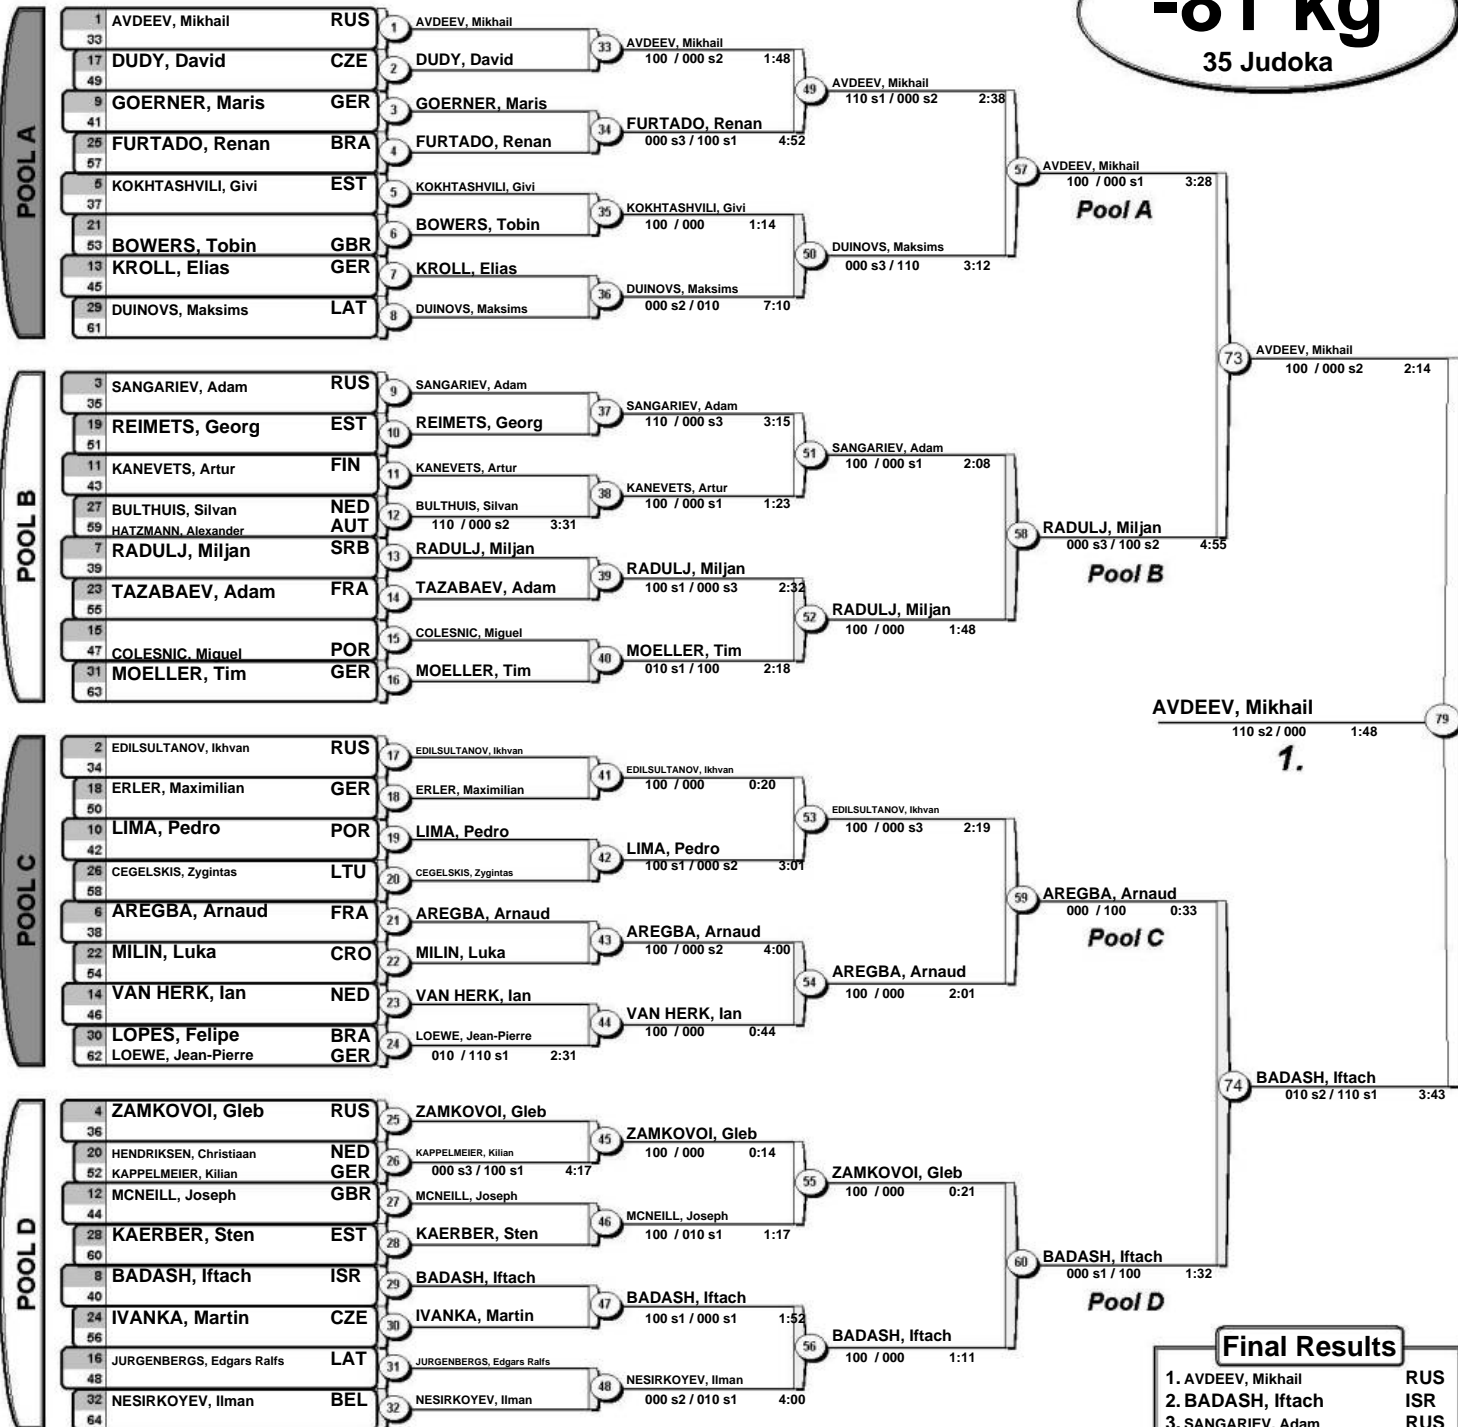 -81 kg
35 Judoka
POOL A
1 AVDEEV, Mikhail RUS
33
17 DUDY, David CZE
49
9 GOERNER, Maris GER
41
25 FURTADO, Renan BRA
57
5 KOKHTASHVILI, Givi EST
37
21
53 BOWERS, Tobin GBR
13 KROLL, Elias GER
45
29 DUINOVS, Maksims LAT
61
1 AVDEEV, Mikhail
2 DUDY, David
3 GOERNER, Maris
4 FURTADO, Renan
5 KOKHTASHVILI, Givi
6 BOWERS, Tobin
7 KROLL, Elias
8 DUINOVS, Maksims
33 AVDEEV, Mikhail
100 / 000 s2 1:48
34 FURTADO, Renan
000 s3 / 100 s1 4:52
35 KOKHTASHVILI, Givi
100 / 000 1:14
36 DUINOVS, Maksims
000 s2 / 010 7:10
49 AVDEEV, Mikhail
110 s1 / 000 s2 2:38
50 DUINOVS, Maksims
000 s3 / 110 3:12
57 AVDEEV, Mikhail
100 / 000 s1 3:28
Pool A
POOL B
3 SANGARIEV, Adam RUS
35
19 REIMETS, Georg EST
51
11 KANEVETS, Artur FIN
43
27 BULTHUIS, Silvan NED
59 HATZMANN, Alexander AUT
7 RADULJ, Miljan SRB
39
23 TAZABAEV, Adam FRA
55
15
47 COLESNIC, Miguel POR
31 MOELLER, Tim GER
63
9 SANGARIEV, Adam
10 REIMETS, Georg
11 KANEVETS, Artur
12 BULTHUIS, Silvan
110 / 000 s2 3:31
13 RADULJ, Miljan
14 TAZABAEV, Adam
15 COLESNIC, Miguel
16 MOELLER, Tim
37 SANGARIEV, Adam
110 / 000 s3 3:15
38 KANEVETS, Artur
100 / 000 s1 1:23
39 RADULJ, Miljan
100 s1 / 000 s3 2:32
40 MOELLER, Tim
010 s1 / 100 2:18
51 SANGARIEV, Adam
100 / 000 s1 2:08
52 RADULJ, Miljan
100 / 000 1:48
58 RADULJ, Miljan
000 s3 / 100 s2 4:55
Pool B
73 AVDEEV, Mikhail
100 / 000 s2 2:14
AVDEEV, Mikhail 79
110 s2 / 000 1:48
1.
POOL C
2 EDILSULTANOV, Ikhvan RUS
34
18 ERLER, Maximilian GER
50
10 LIMA, Pedro POR
42
26 CEGELSKIS, Zygintas LTU
58
6 AREGBA, Arnaud FRA
38
22 MILIN, Luka CRO
54
14 VAN HERK, Ian NED
46
30 LOPES, Felipe BRA
62 LOEWE, Jean-Pierre GER
17 EDILSULTANOV, Ikhvan
18 ERLER, Maximilian
19 LIMA, Pedro
20 CEGELSKIS, Zygintas
21 AREGBA, Arnaud
22 MILIN, Luka
23 VAN HERK, Ian
24 LOEWE, Jean-Pierre
010 / 110 s1 2:31
41 EDILSULTANOV, Ikhvan
100 / 000 0:20
42 LIMA, Pedro
100 s1 / 000 s2 3:01
43 AREGBA, Arnaud
100 / 000 s2 4:00
44 VAN HERK, Ian
100 / 000 0:44
53 EDILSULTANOV, Ikhvan
100 / 000 s3 2:19
54 AREGBA, Arnaud
100 / 000 2:01
59 AREGBA, Arnaud
000 / 100 0:33
Pool C
POOL D
4 ZAMKOVOI, Gleb RUS
36
20 HENDRIKSEN, Christiaan NED
52 KAPPELMEIER, Kilian GER
12 MCNEILL, Joseph GBR
44
28 KAERBER, Sten EST
60
8 BADASH, Iftach ISR
40
24 IVANKA, Martin CZE
56
16 JURGENBERGS, Edgars Ralfs LAT
48
32 NESIRKOYEV, Ilman BEL
64
25 ZAMKOVOI, Gleb
26 KAPPELMEIER, Kilian
000 s3 / 100 s1 4:17
27 MCNEILL, Joseph
28 KAERBER, Sten
29 BADASH, Iftach
30 IVANKA, Martin
31 JURGENBERGS, Edgars Ralfs
32 NESIRKOYEV, Ilman
45 ZAMKOVOI, Gleb
100 / 000 0:14
46 MCNEILL, Joseph
100 / 010 s1 1:17
47 BADASH, Iftach
100 s1 / 000 s1 1:52
48 NESIRKOYEV, Ilman
000 s2 / 010 s1 4:00
55 ZAMKOVOI, Gleb
100 / 000 0:21
56 BADASH, Iftach
100 / 000 1:11
60 BADASH, Iftach
000 s1 / 100 1:32
Pool D
74 BADASH, Iftach
010 s2 / 110 s1 3:43
Final Results
1. AVDEEV, Mikhail RUS
2. BADASH, Iftach ISR
3. SANGARIEV, Adam RUS